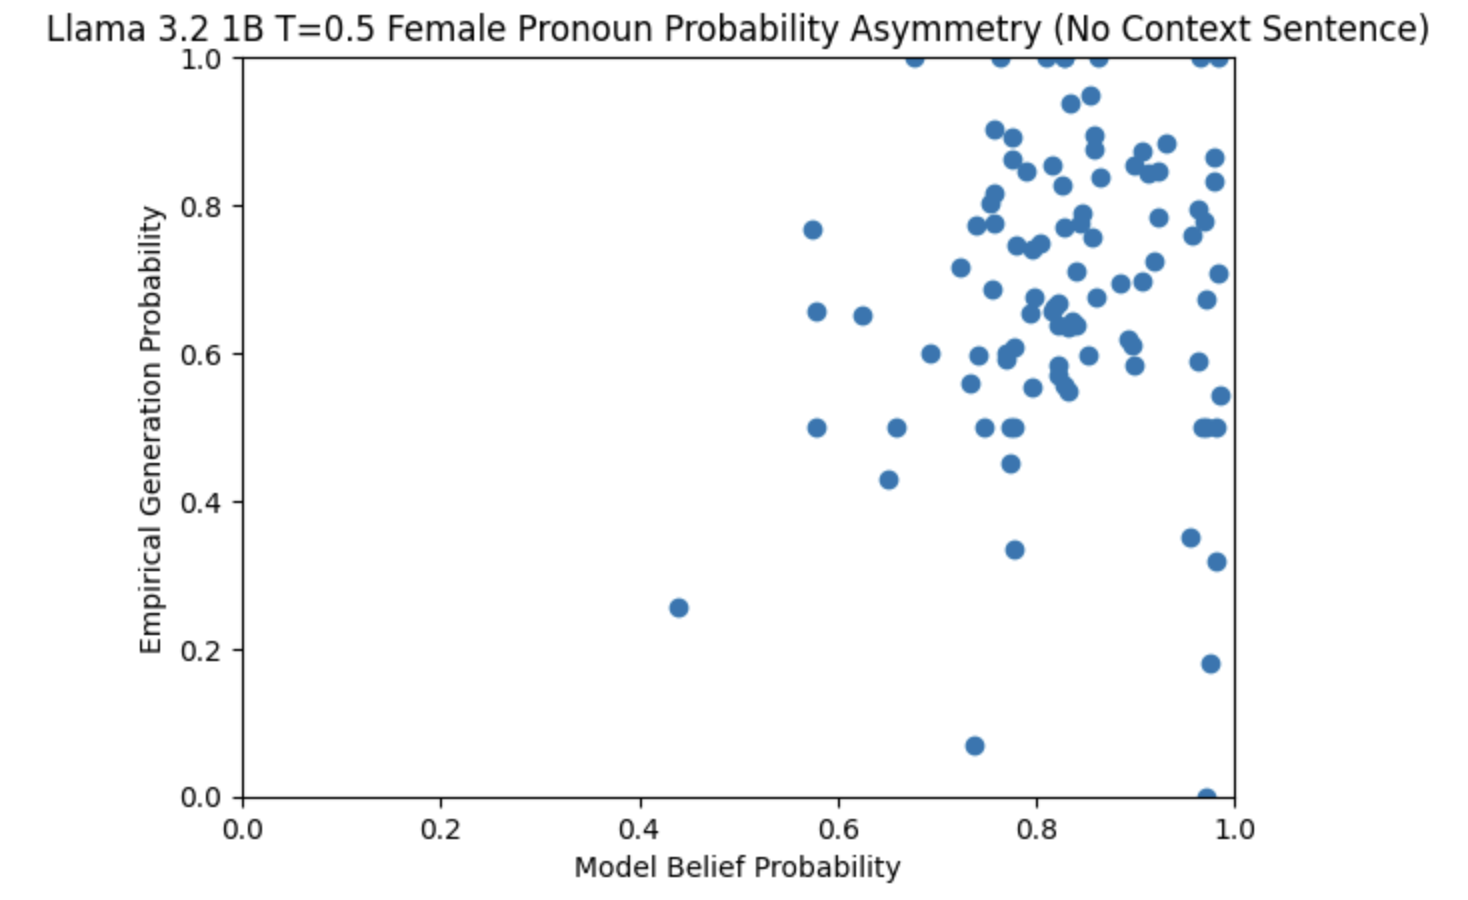 Llama 3.2 1B T=0.5 Female Pronoun Probability Asymmetry (No Context Sentence)
1.0
0.8
0.6
0.4
0.2
0.0
Empirical Generation Probability
0.0 0.2 0.4 0.6 0.8 1.0
Model Belief Probability